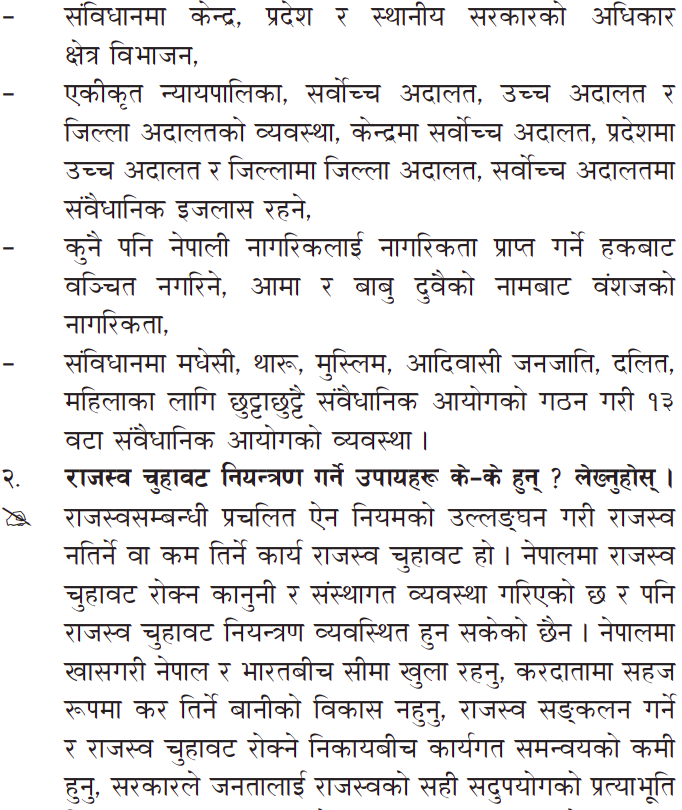 – संविधानमा केन्द्र, प्रदेश र स्थानीय सरकारको अधिकार
क्षेत्र विभाजन,
– एकीकृत न्यायपालिका, सर्वोच्च अदालत, उच्च अदालत र
जिल्ला अदालतको व्यवस्था, केन्द्रमा सर्वोच्च अदालत, प्रदेशमा
उच्च अदालत र जिल्लामा जिल्ला अदालत, सर्वोच्च अदालतमा
संवैधानिक इजलास रहने,
– कुनै पनि नेपाली नागरिकलाई नागरिकता प्राप्त गर्ने हकबाट
वञ्चित नगरिने, आमा र बाबु दुवैको नामबाट वंशजको
नागरिकता,
– संविधानमा मधेसी, थारू, मुस्लिम, आदिवासी जनजाति, दलित,
महिलाका लागि छुट्टाछुट्टै संवैधानिक आयोगको गठन गरी १३
वटा संवैधानिक आयोगको व्यवस्था ।
२. राजस्व चुहावट नियन्त्रण गर्ने उपायहरू के–के हुन् ? लेख्नुहोस् ।
राजस्वसम्बन्धी प्रचलित ऐन नियमको उल्लङ्घन गरी राजस्व
नतिर्ने वा कम तिर्ने कार्य राजस्व चुहावट हो । नेपालमा राजस्व
चुहावट रोक्न कानुनी र संस्थागत व्यवस्था गरिएको छ र पनि
राजस्व चुहावट नियन्त्रण व्यवस्थित हुन सकेको छैन । नेपालमा
खासगरी नेपाल र भारतबीच सीमा खुला रहनु, करदातामा सहज
रूपमा कर तिर्ने बानीको विकास नहुनु, राजस्व सङ्कलन गर्ने
र राजस्व चुहावट रोक्ने निकायबीच कार्यगत समन्वयको कमी
हुनु, सरकारले जनतालाई राजस्वको सही सदुपयोगको प्रत्याभूति